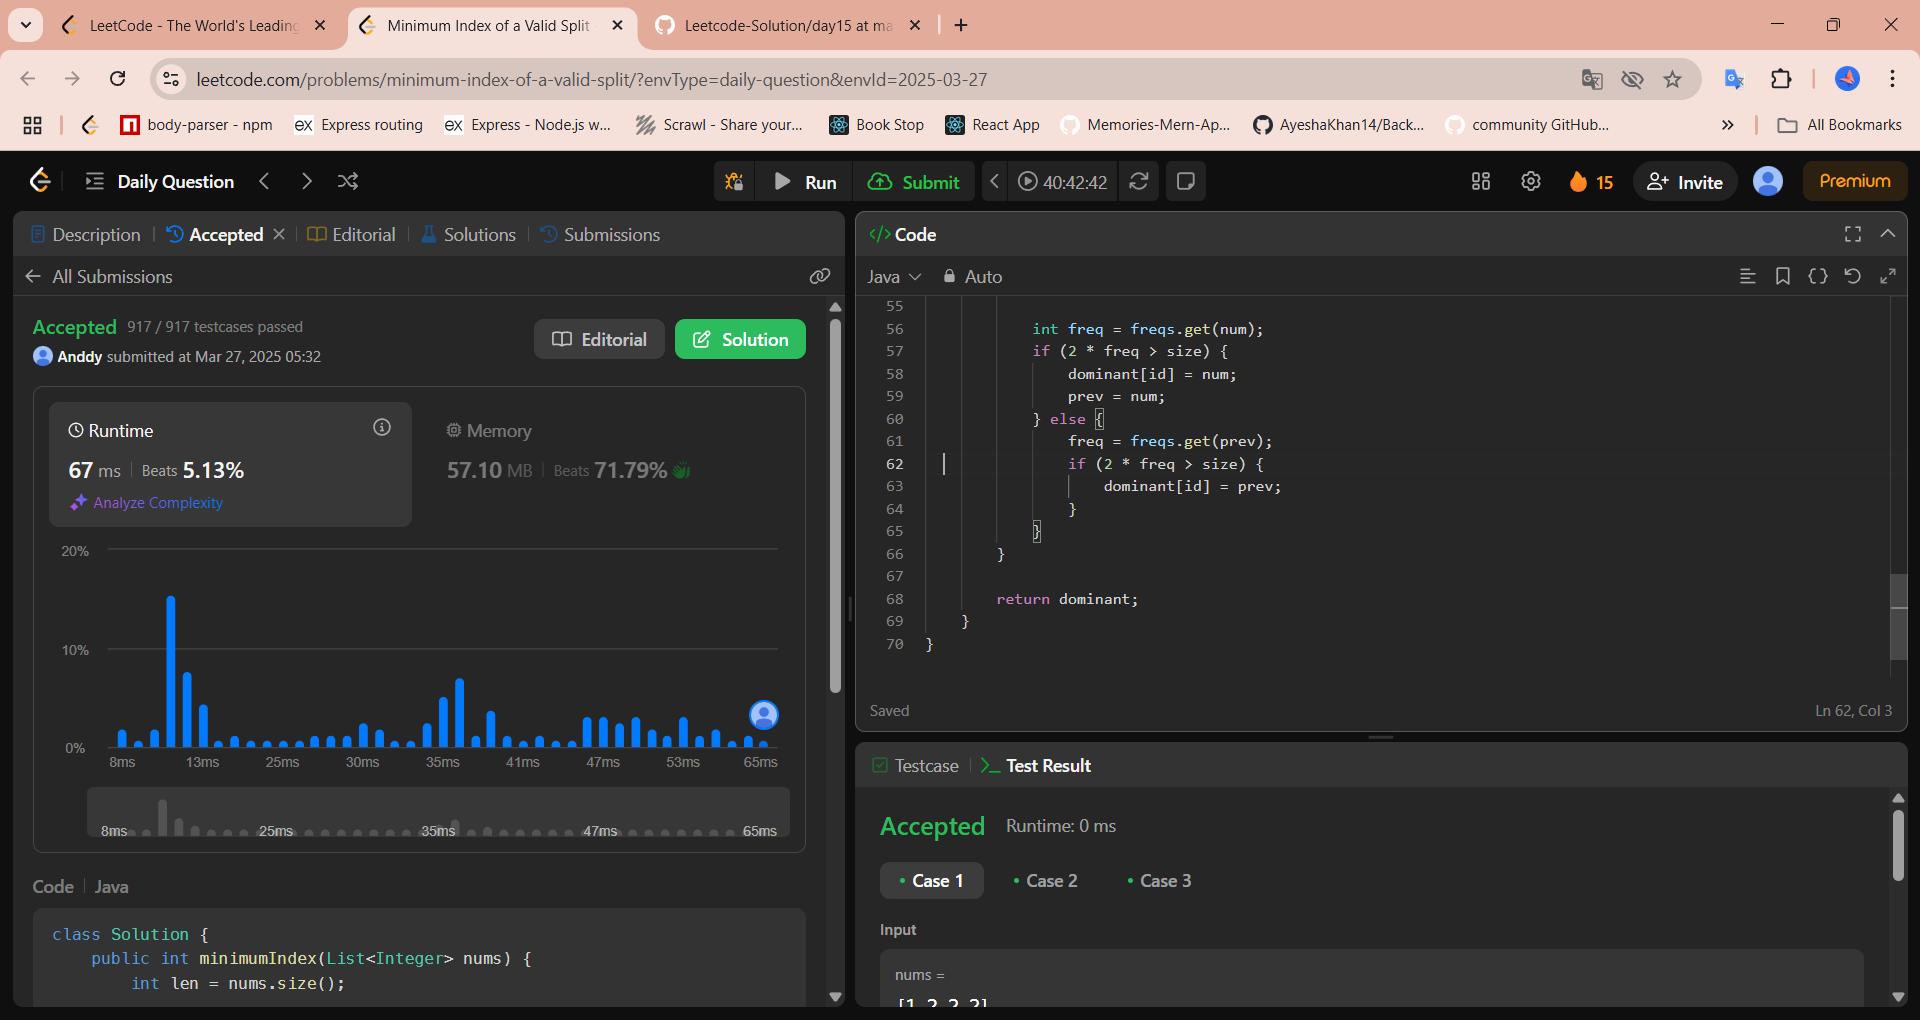 LeetCode - The World's Leading
Minimum Index of a Valid Split
Leetcode-Solution/day15 at ma
leetcode.com/problems/minimum-index-of-a-valid-split/?envType=daily-question&envId=2025-03-27
body-parser - npm
ex Express routing
ex Express - Node.js w...
Scrawl - Share your...
Book Stop
React App
Memories-Mern-Ap...
AyeshaKhan14/Back...
community GitHub...
»
All Bookmarks
Daily Question
Run
Submit
40:42:42
15
Invite
Premium
Description
Accepted
Editorial
Solutions
Submissions
All Submissions
Accepted 917 / 917 testcases passed
Anddy submitted at Mar 27, 2025 05:32
Editorial
Solution
Runtime
67 ms | Beats 5.13%
Analyze Complexity
Memory
57.10 MB | Beats 71.79%
20%
10%
0%
8ms 13ms 25ms 30ms 35ms 41ms 47ms 53ms 65ms
8ms 25ms 35ms 47ms 65ms
Code | Java
class Solution {
public int minimumIndex(List<Integer> nums) {
int len = nums.size();
</> Code
Java
Auto
55
56 int freq = freqs.get(num);
57 if (2 * freq > size) {
58 dominant[id] = num;
59 prev = num;
60 } else {
61 freq = freqs.get(prev);
62 if (2 * freq > size) {
63 dominant[id] = prev;
64 }
65 }
66 }
67
68 return dominant;
69 }
70 }
Saved
Ln 62, Col 3
Testcase
Test Result
Accepted Runtime: 0 ms
• Case 1 • Case 2 • Case 3
Input
nums =
[1,2,2,2]